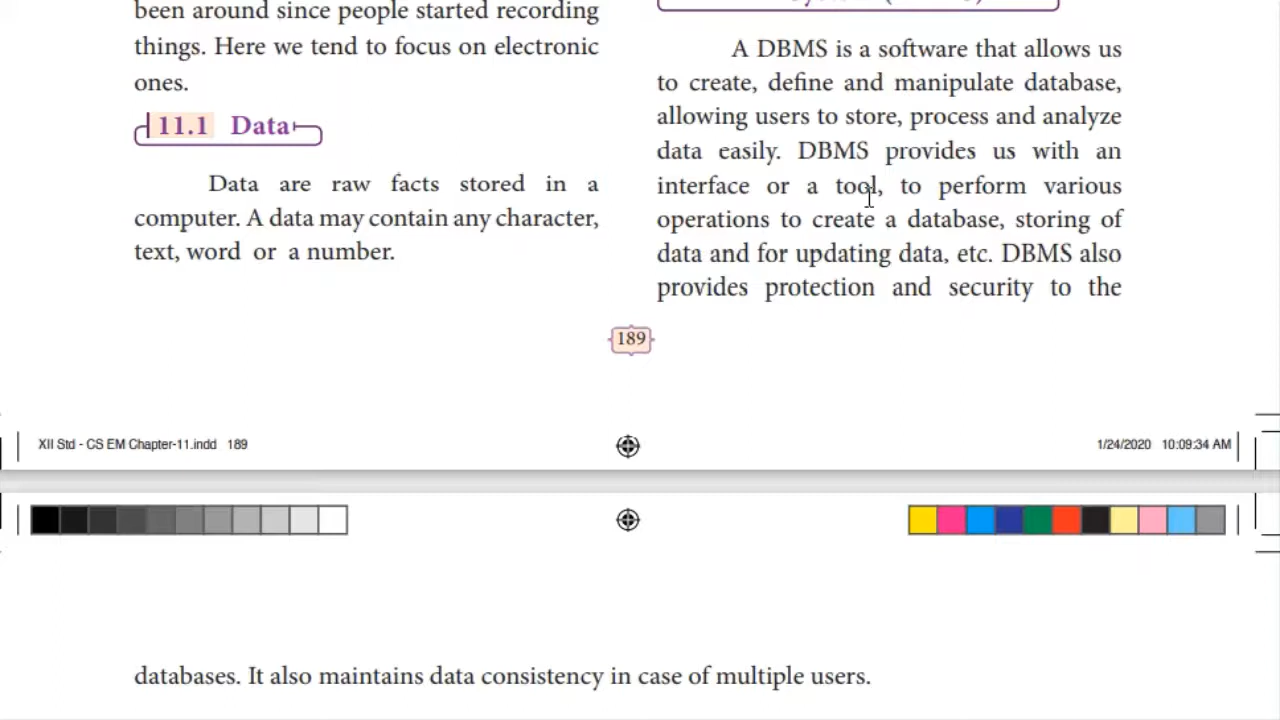 been around since people started recording
things. Here we tend to focus on electronic
ones.
11.1 Data
Data are raw facts stored in a
computer. A data may contain any character,
text, word or a number.
A DBMS is a software that allows us
to create, define and manipulate database,
allowing users to store, process and analyze
data easily. DBMS provides us with an
interface or a tool, to perform various
operations to create a database, storing of
data and for updating data, etc. DBMS also
provides protection and security to the
189
XII Std - CS EM Chapter-11.indd 189
1/24/2020 10:09:34 AM
databases. It also maintains data consistency in case of multiple users.